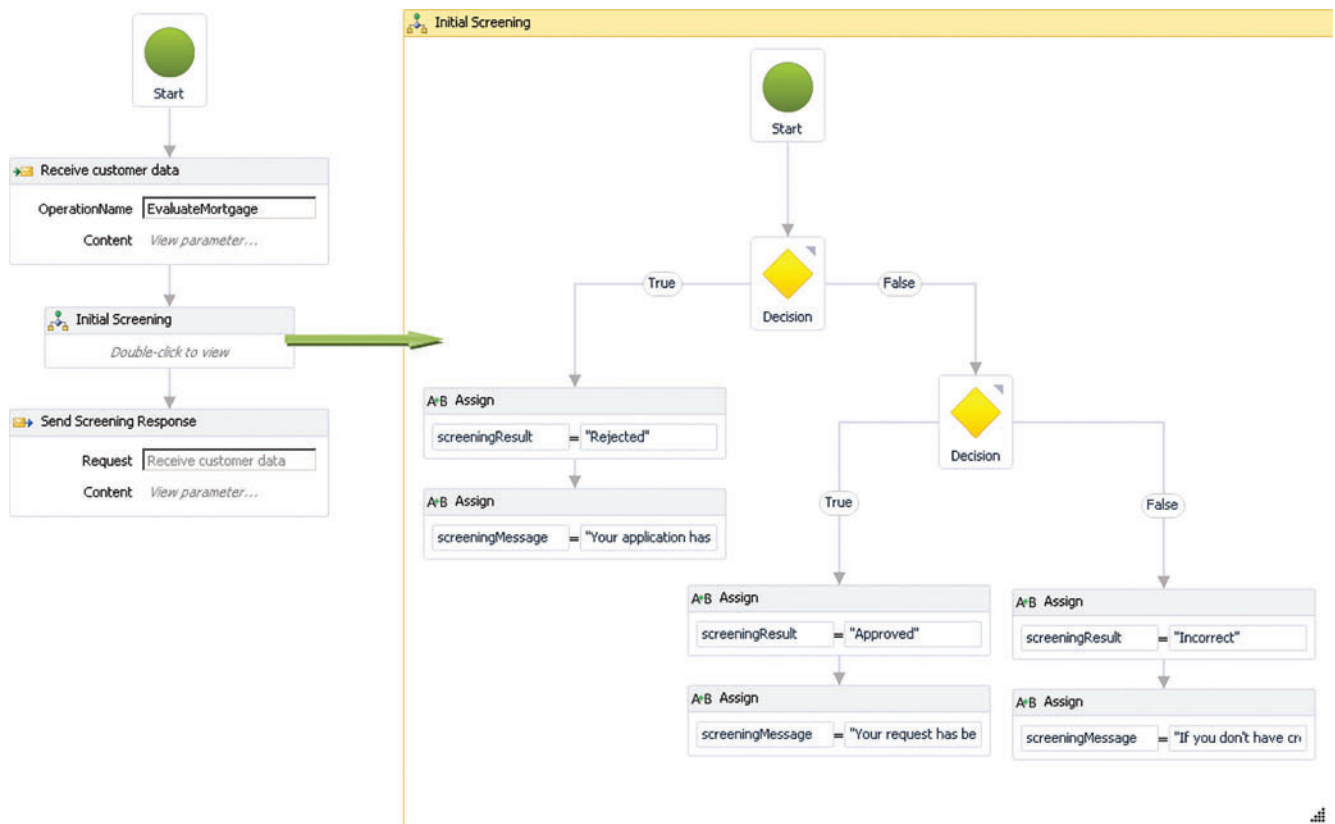 Start
Receive customer data
OperationName EvaluateMortgage
Content View parameter...
Initial Screening
Double-click to view
Send Screening Response
Request Receive customer data
Content View parameter...
Initial Screening
Start
Decision
True
False
A+B Assign
screeningResult = "Rejected"
A+B Assign
screeningMessage = "Your application has
Decision
True
False
A+B Assign
screeningResult = "Approved"
A+B Assign
screeningMessage = "Your request has be
A+B Assign
screeningResult = "Incorrect"
A+B Assign
screeningMessage = "If you don't have cr